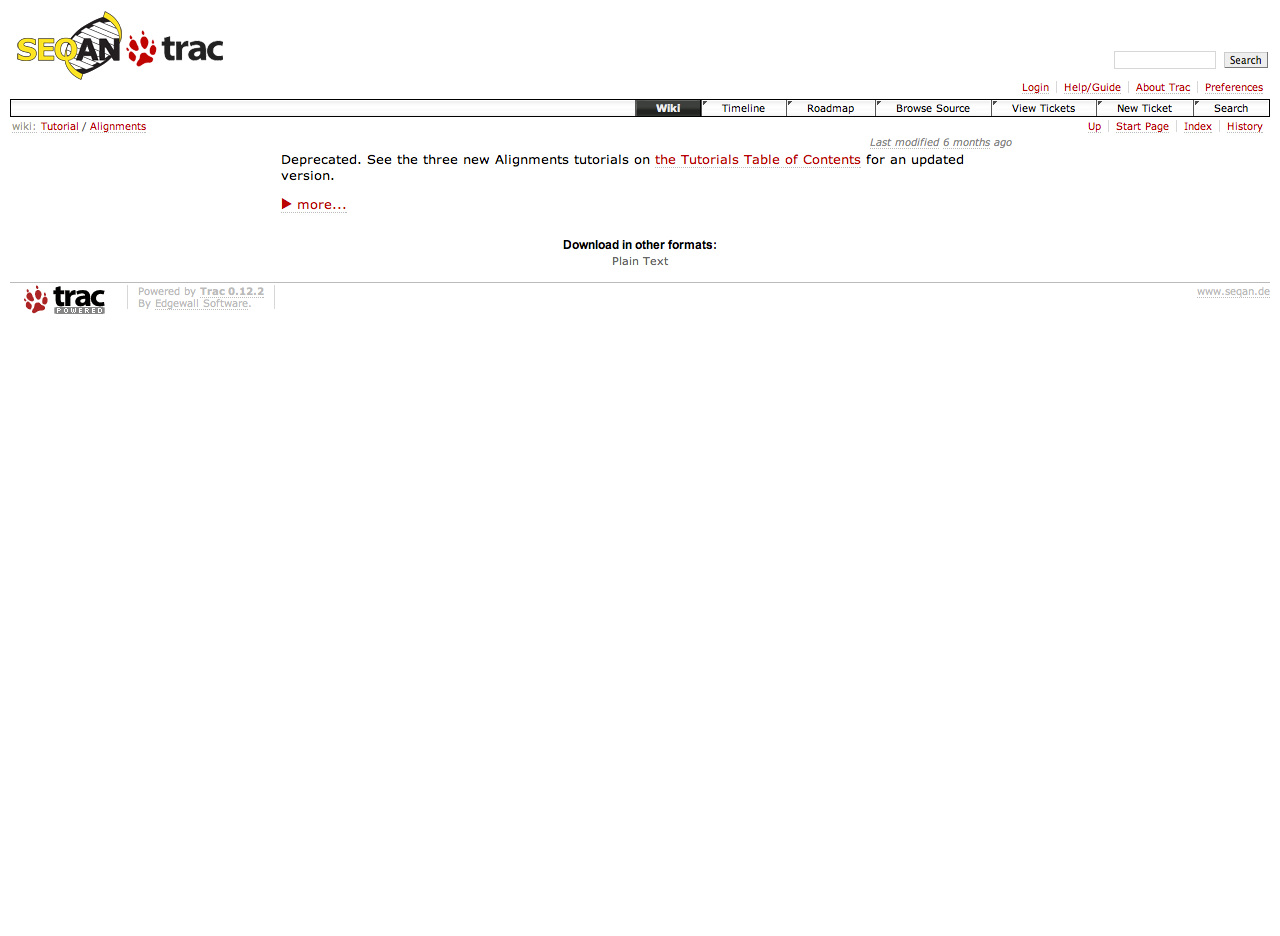 SEQAN trac
Search
Login Help/Guide About Trac Preferences
Wiki Timeline Roadmap Browse Source View Tickets New Ticket Search
wiki: Tutorial / Alignments
Up Start Page Index History
Last modified 6 months ago
Deprecated. See the three new Alignments tutorials on the Tutorials Table of Contents for an updated
version.
more...
Download in other formats:
Plain Text
trac
POWERED
Powered by Trac 0.12.2
By Edgewall Software.
www.seqan.de